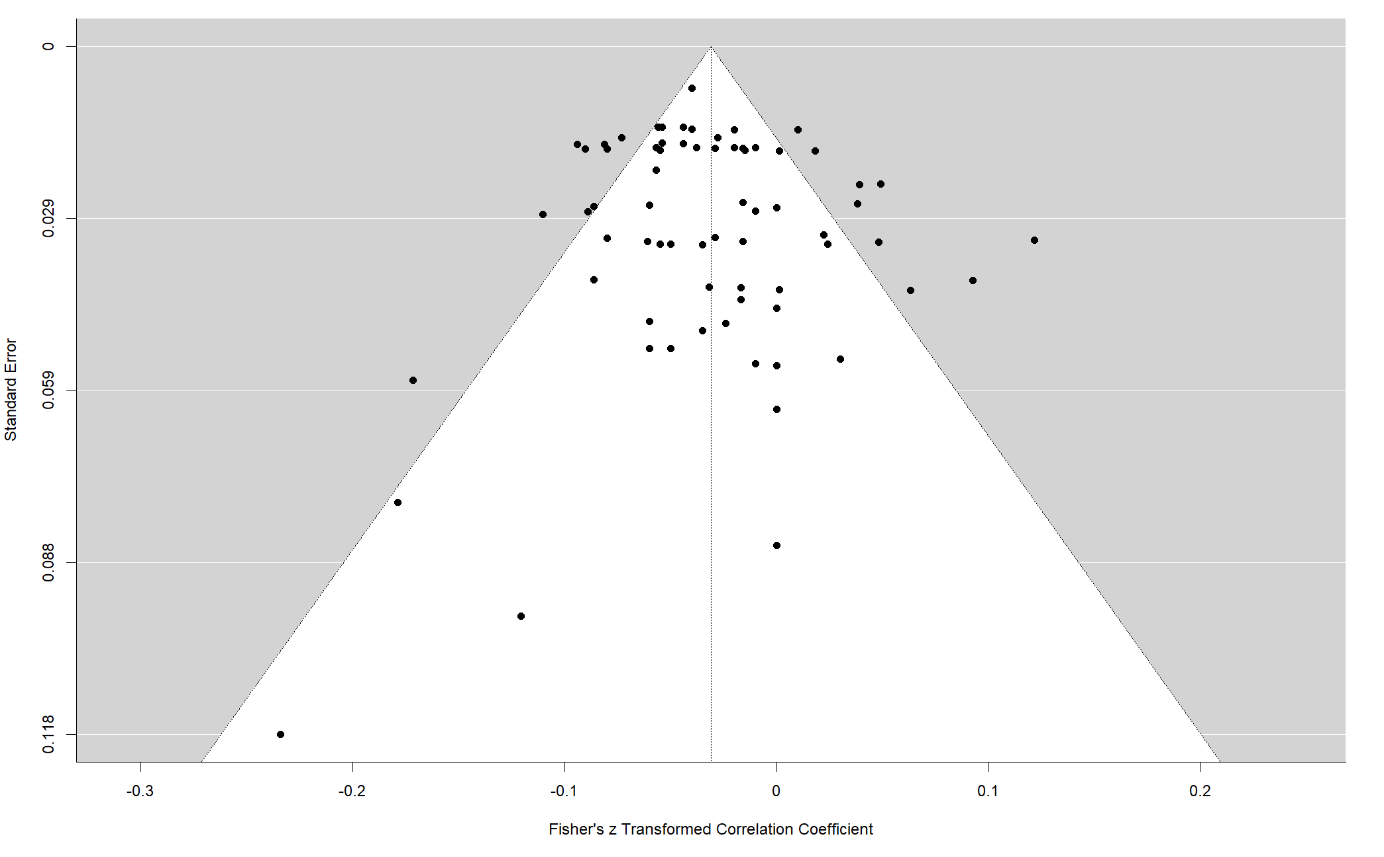 0
0.029
0.059
0.088
0.118
Standard Error
-0.3 -0.2 -0.1 0 0.1 0.2
Fisher's z Transformed Correlation Coefficient